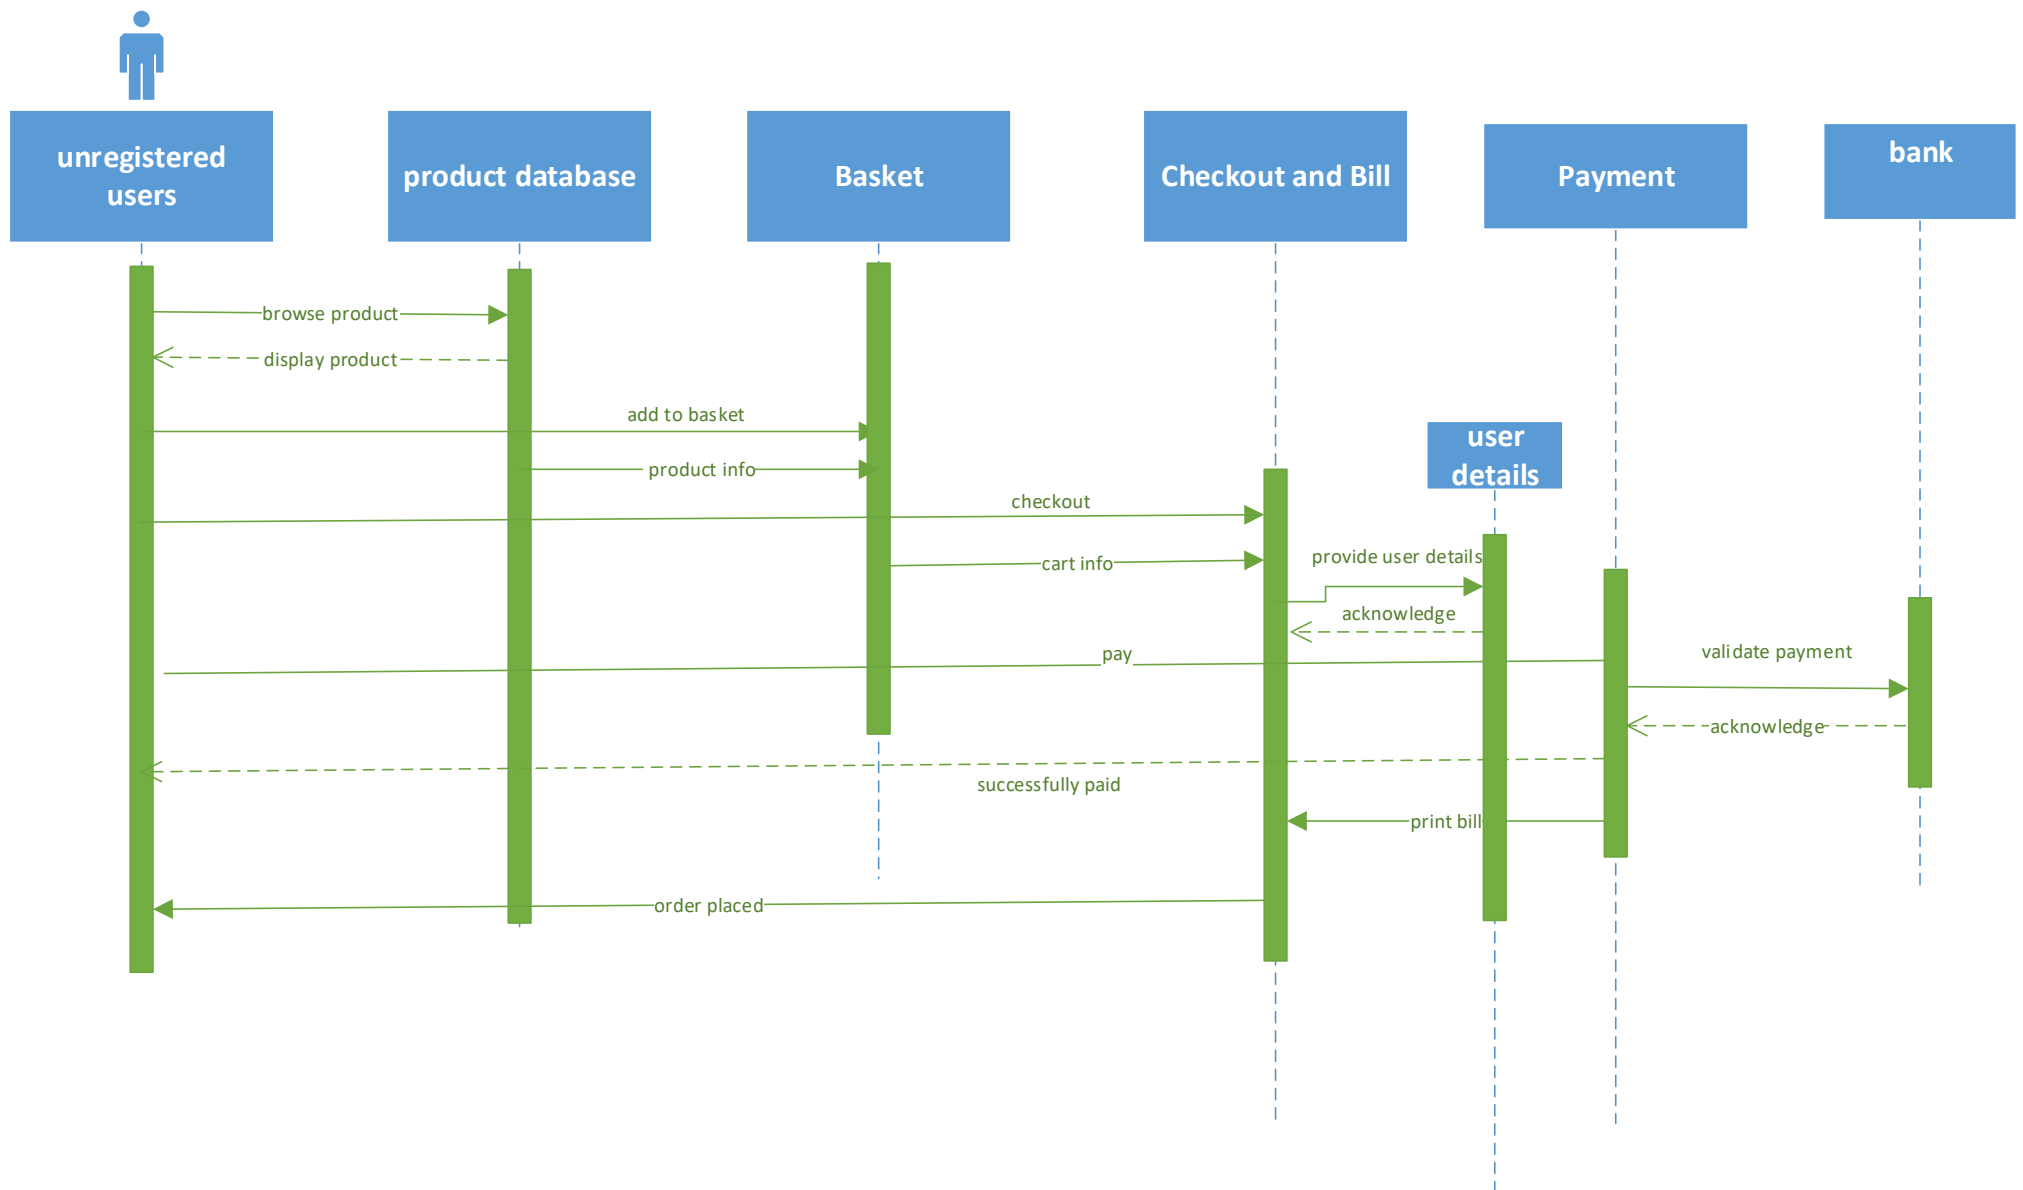 unregistered
users
product database
Basket
Checkout and Bill
Payment
bank
browse product
display product
add to basket
user
details
product info
checkout
provide user details
cart info
acknowledge
pay
validate payment
acknowledge
successfully paid
print bill
order placed